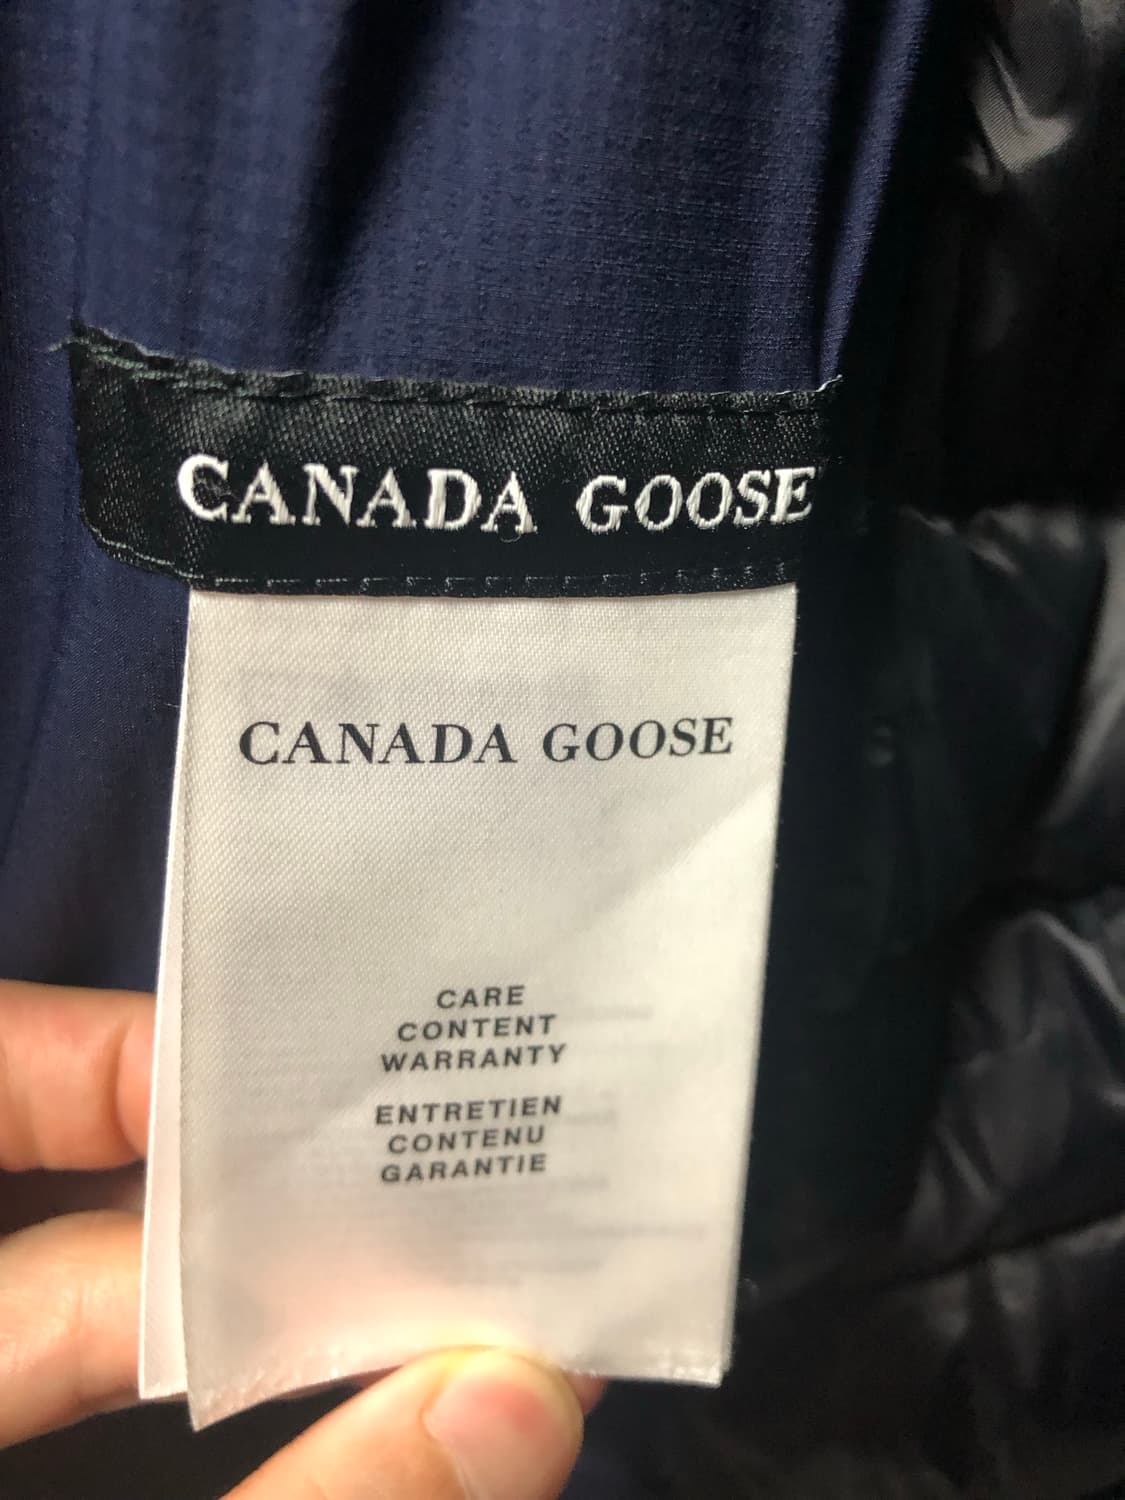 CANADA GOOSE
CANADA GOOSE
CARE
CONTENT
WARRANTY
ENTRETIEN
CONTENU
GARANTIE